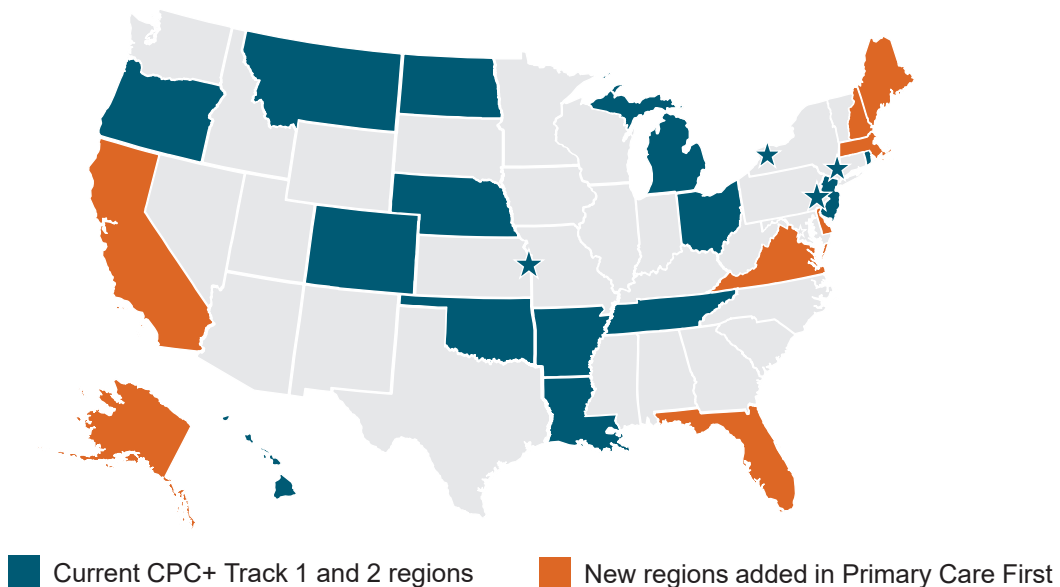 Current CPC+ Track 1 and 2 regions
New regions added in Primary Care First